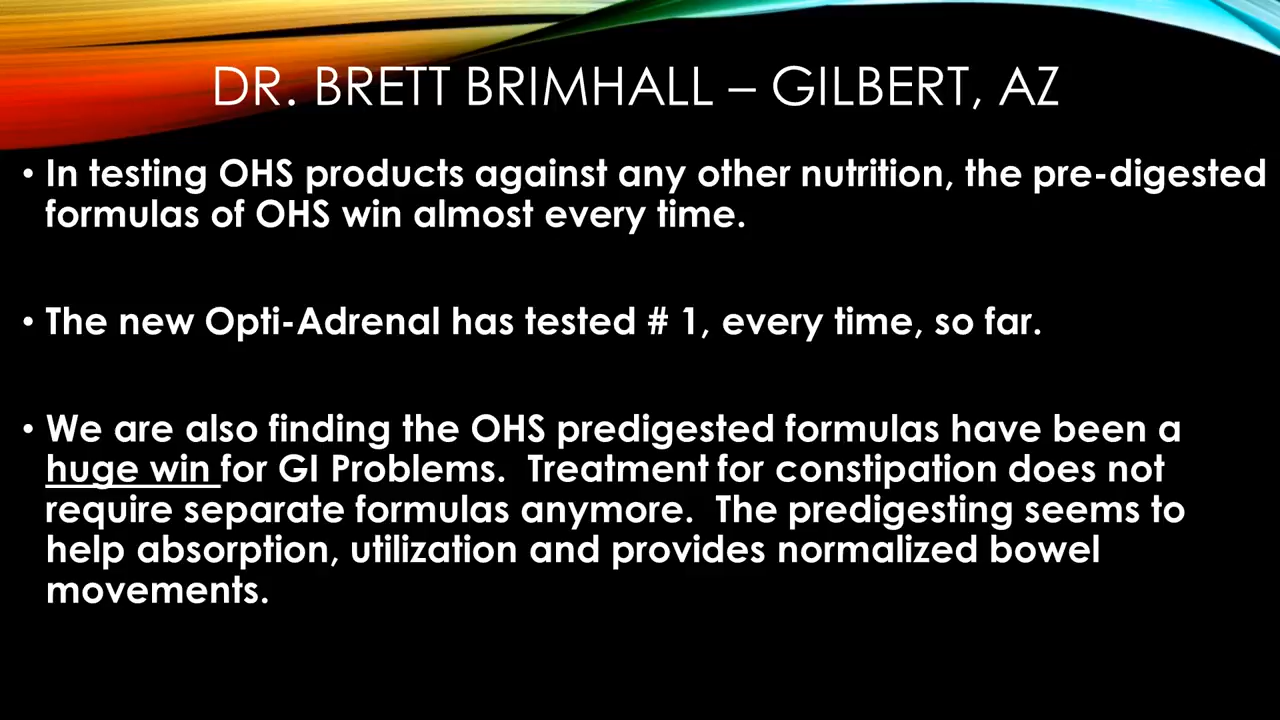 DR. BRETT BRIMHALL – GILBERT, AZ
• In testing OHS products against any other nutrition, the pre-digested
formulas of OHS win almost every time.
• The new Opti-Adrenal has tested # 1, every time, so far.
• We are also finding the OHS predigested formulas have been a
huge win for GI Problems.  Treatment for constipation does not
require separate formulas anymore.  The predigesting seems to
help absorption, utilization and provides normalized bowel
movements.